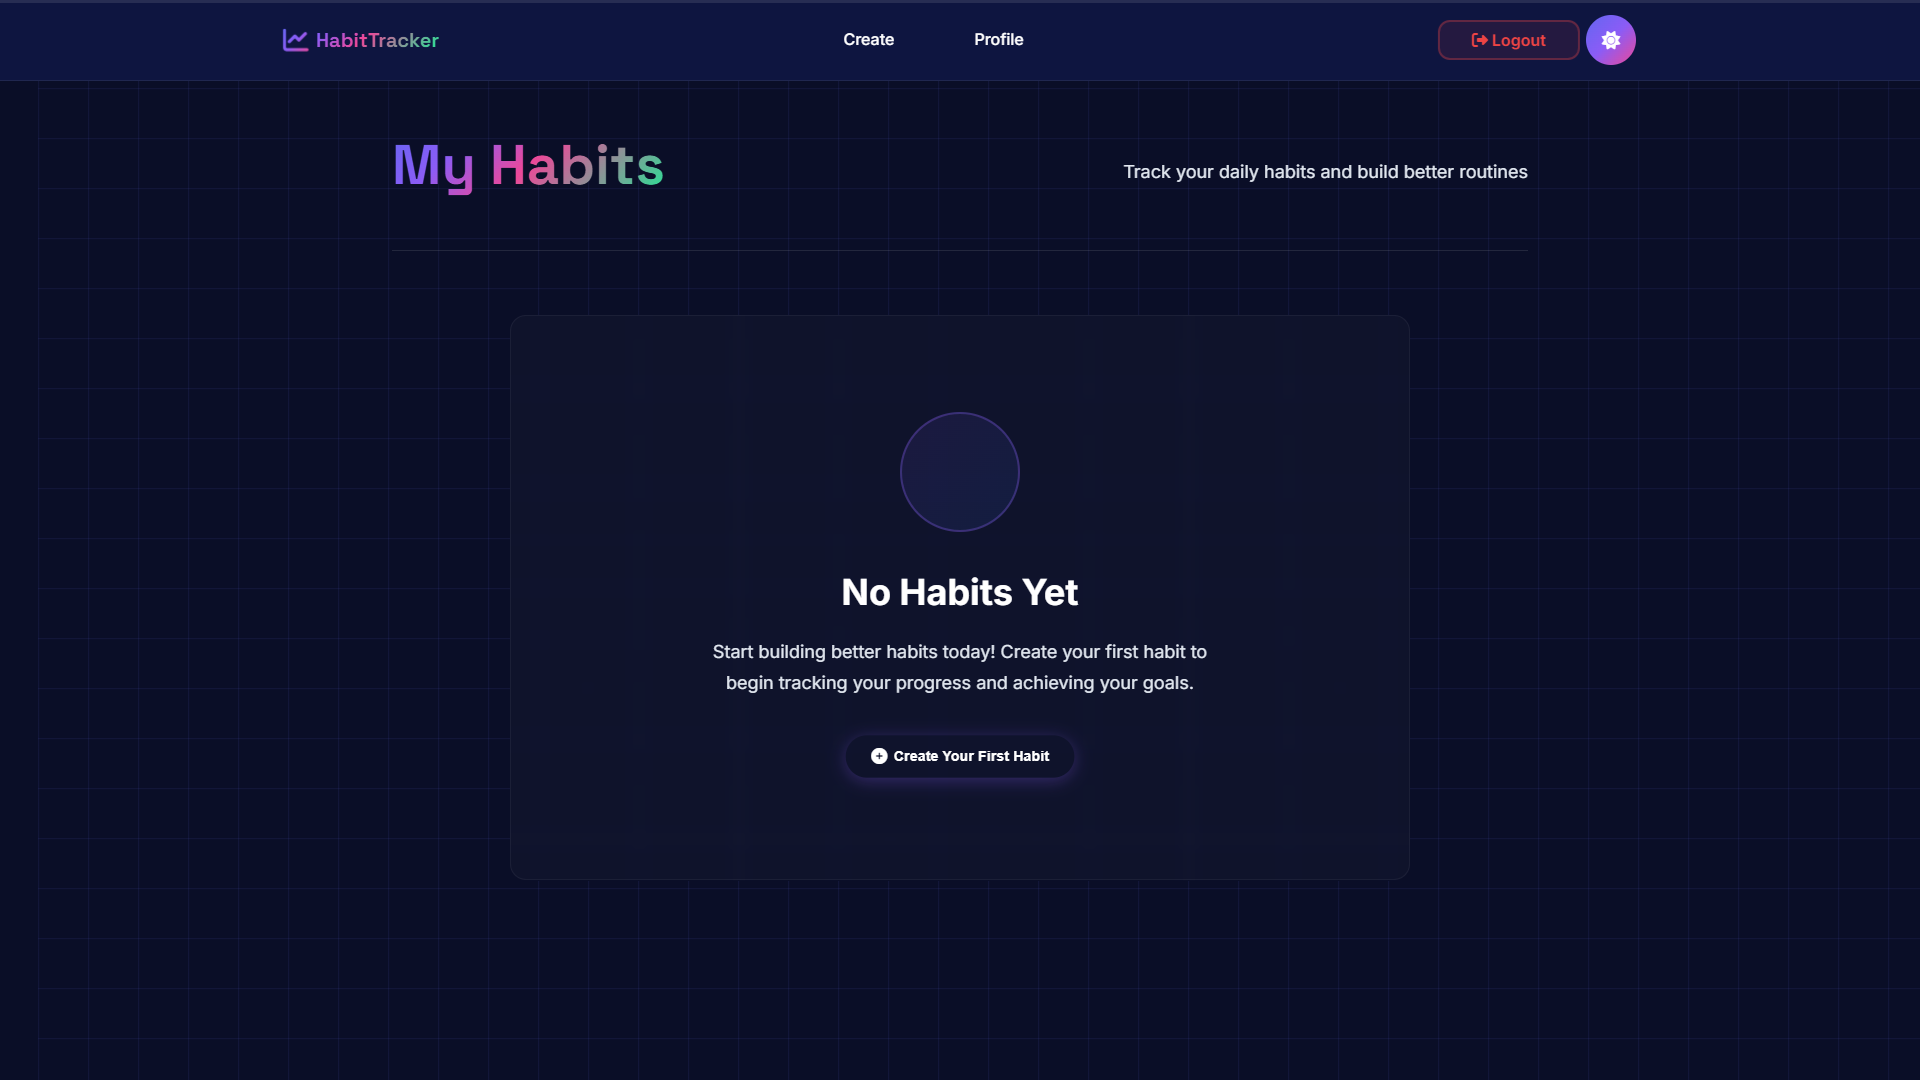 HabitTracker
Create
Profile
Logout
My Habits
Track your daily habits and build better routines
No Habits Yet
Start building better habits today! Create your first habit to
begin tracking your progress and achieving your goals.
Create Your First Habit